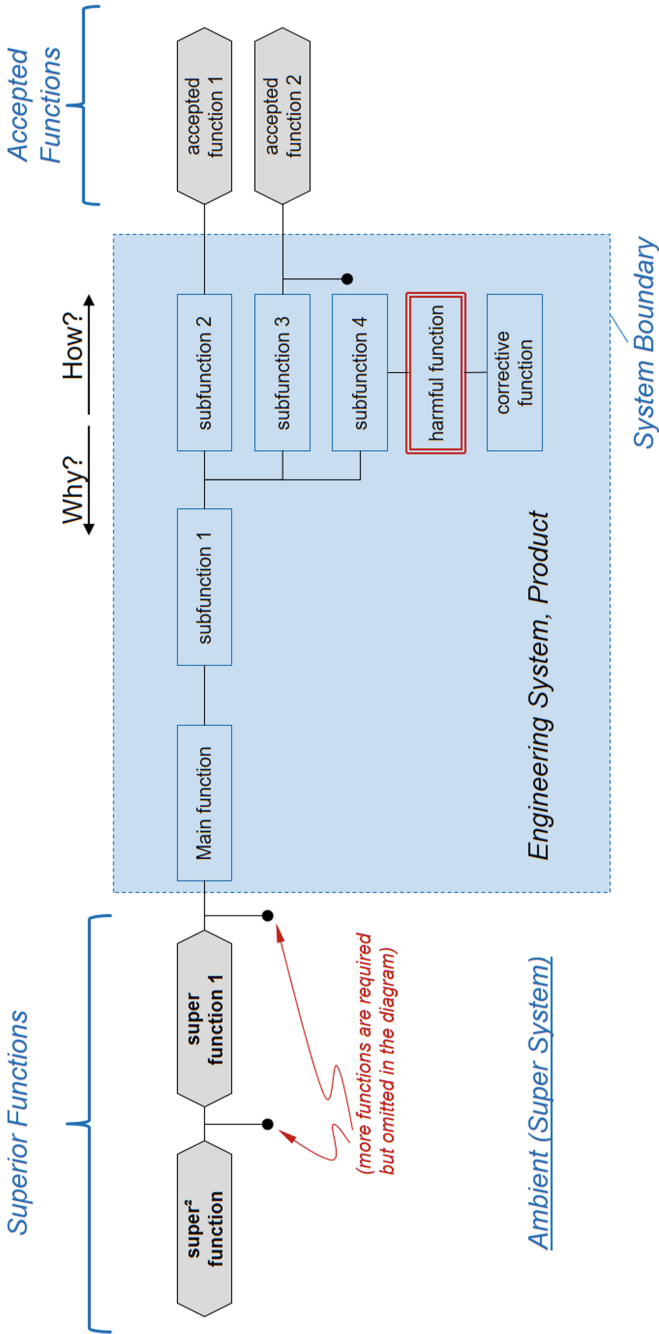 Superior Functions
Accepted
Functions
Why?
How?
super²
function
super
function 1
Main function
subfunction 1
subfunction 2
accepted
function 1
subfunction 3
accepted
function 2
subfunction 4
harmful function
corrective
function
(more functions are required
but omitted in the diagram)
Ambient (Super System)
Engineering System, Product
System Boundary